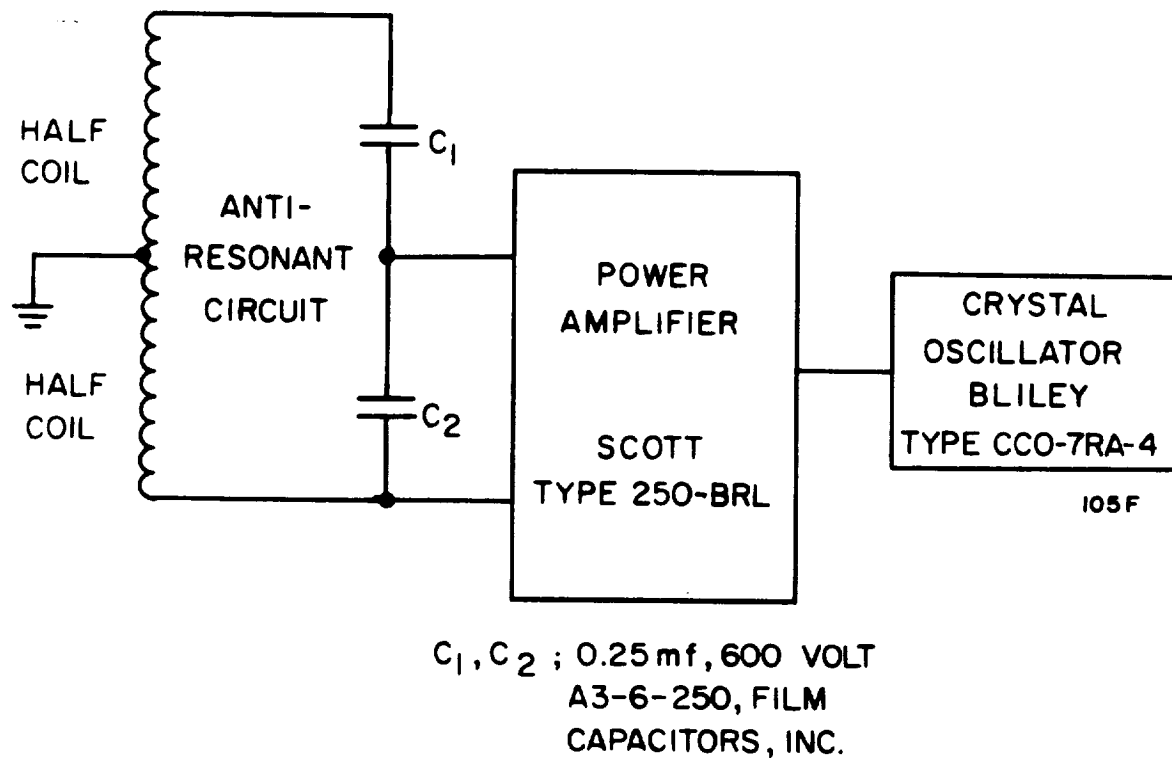 HALF
COIL
C1
ANTI-
RESONANT
CIRCUIT
HALF
COIL
C2
POWER
AMPLIFIER
SCOTT
TYPE 250-BRL
CRYSTAL
OSCILLATOR
BLILEY
TYPE CCO-7RA-4
105F
C1, C2 ; 0.25 mf, 600 VOLT
A3-6-250, FILM
CAPACITORS, INC.